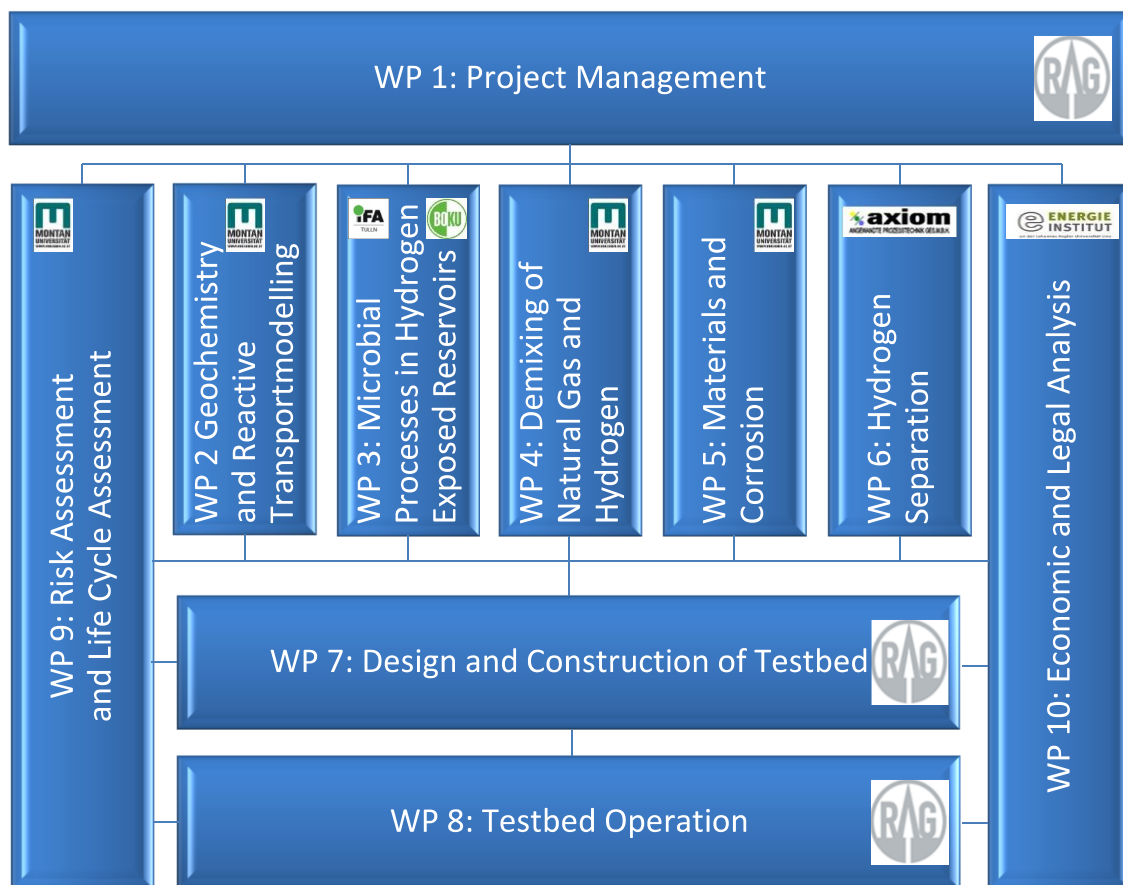 WP 1: Project Management
RAG
MONTAN
UNIVERSITÄT
WP 9: Risk Assessment
and Life Cycle Assessment
MONTAN
UNIVERSITÄT
WP 2 Geochemistry
and Reactive
Transportmodelling
iFA
TULLN
BOKU
WP 3: Microbial
Processes in Hydrogen
Exposed Reservoirs
MONTAN
UNIVERSITÄT
WP 4: Demixing of
Natural Gas and
Hydrogen
MONTAN
UNIVERSITÄT
WP 5: Materials and
Corrosion
axiom
ANGEWANDTE PROZESSTECHNIK GES.M.B.H.
WP 6: Hydrogen
Separation
e ENERGIE
INSTITUT
WP 10: Economic and Legal Analysis
WP 7: Design and Construction of Testbed
RAG
WP 8: Testbed Operation
RAG